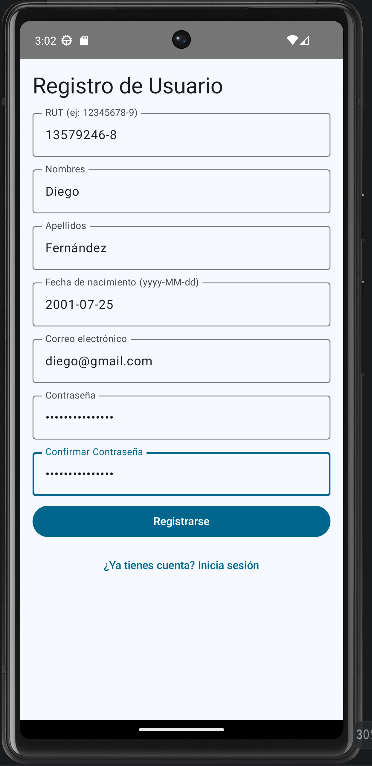 3:02
Registro de Usuario
RUT (ej: 12345678-9)
13579246-8
Nombres
Diego
Apellidos
Fernández
Fecha de nacimiento (yyyy-MM-dd)
2001-07-25
Correo electrónico
diego@gmail.com
Contraseña
••••••••••••••
Confirmar Contraseña
••••••••••••••
Registrarse
¿Ya tienes cuenta? Inicia sesión